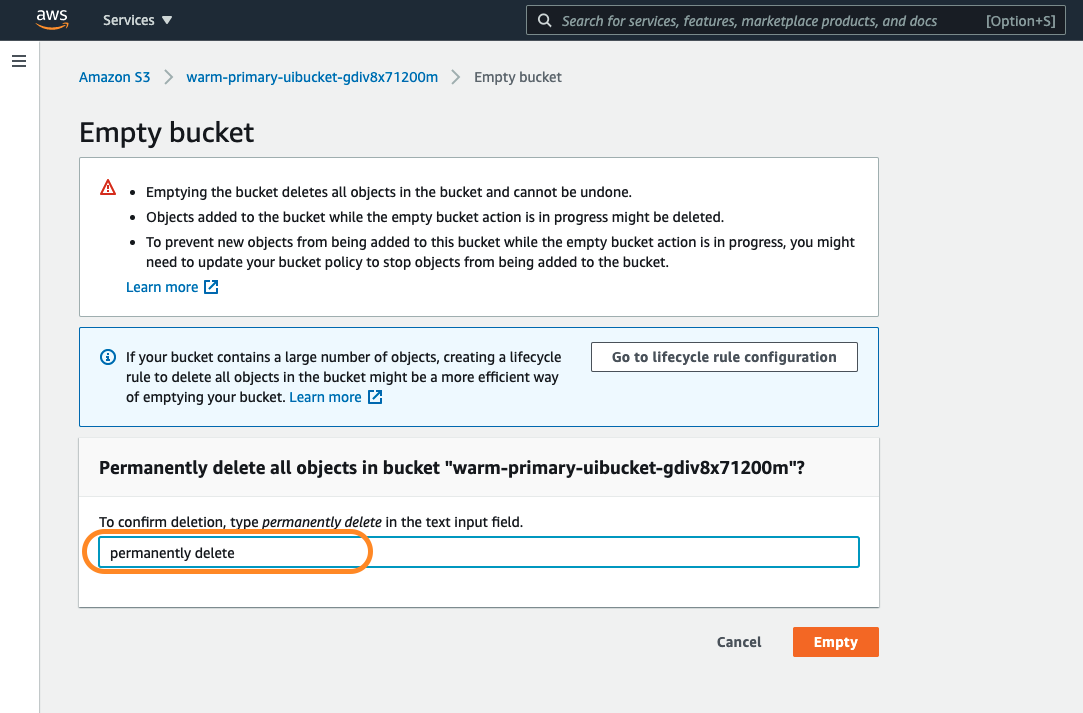 aws Services Search for services, features, marketplace products, and docs [Option+S]
Amazon S3 warm-primary-uibucket-gdiv8x71200m Empty bucket
Empty bucket
• Emptying the bucket deletes all objects in the bucket and cannot be undone.
• Objects added to the bucket while the empty bucket action is in progress might be deleted.
• To prevent new objects from being added to this bucket while the empty bucket action is in progress, you might
need to update your bucket policy to stop objects from being added to the bucket.
Learn more
If your bucket contains a large number of objects, creating a lifecycle
rule to delete all objects in the bucket might be a more efficient way
of emptying your bucket. Learn more
Go to lifecycle rule configuration
Permanently delete all objects in bucket "warm-primary-uibucket-gdiv8x71200m"?
To confirm deletion, type permanently delete in the text input field.
permanently delete
Cancel Empty